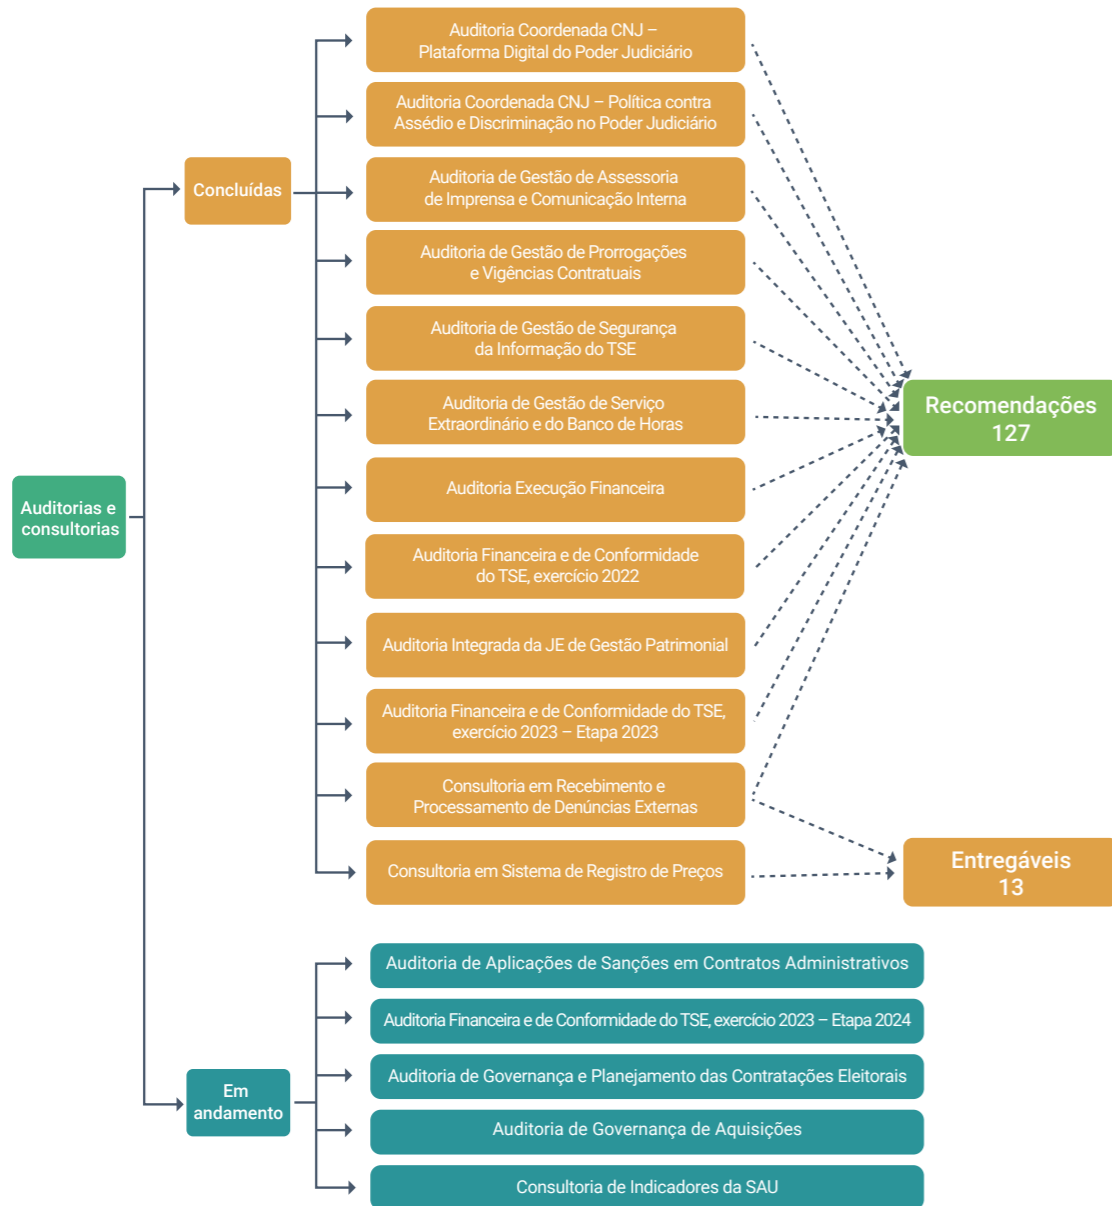 Auditorias e
consultorias
Concluídas
Auditoria Coordenada CNJ –
Plataforma Digital do Poder Judiciário
Auditoria Coordenada CNJ – Política contra
Assédio e Discriminação no Poder Judiciário
Auditoria de Gestão de Assessoria
de Imprensa e Comunicação Interna
Auditoria de Gestão de Prorrogações
e Vigências Contratuais
Auditoria de Gestão de Segurança
da Informação do TSE
Auditoria de Gestão de Serviço
Extraordinário e do Banco de Horas
Auditoria Execução Financeira
Auditoria Financeira e de Conformidade
do TSE, exercício 2022
Auditoria Integrada da JE de Gestão Patrimonial
Auditoria Financeira e de Conformidade do TSE,
exercício 2023 – Etapa 2023
Consultoria em Recebimento e
Processamento de Denúncias Externas
Consultoria em Sistema de Registro de Preços
Recomendações
127
Entregáveis
13
Em
andamento
Auditoria de Aplicações de Sanções em Contratos Administrativos
Auditoria Financeira e de Conformidade do TSE, exercício 2023 – Etapa 2024
Auditoria de Governança e Planejamento das Contratações Eleitorais
Auditoria de Governança de Aquisições
Consultoria de Indicadores da SAU